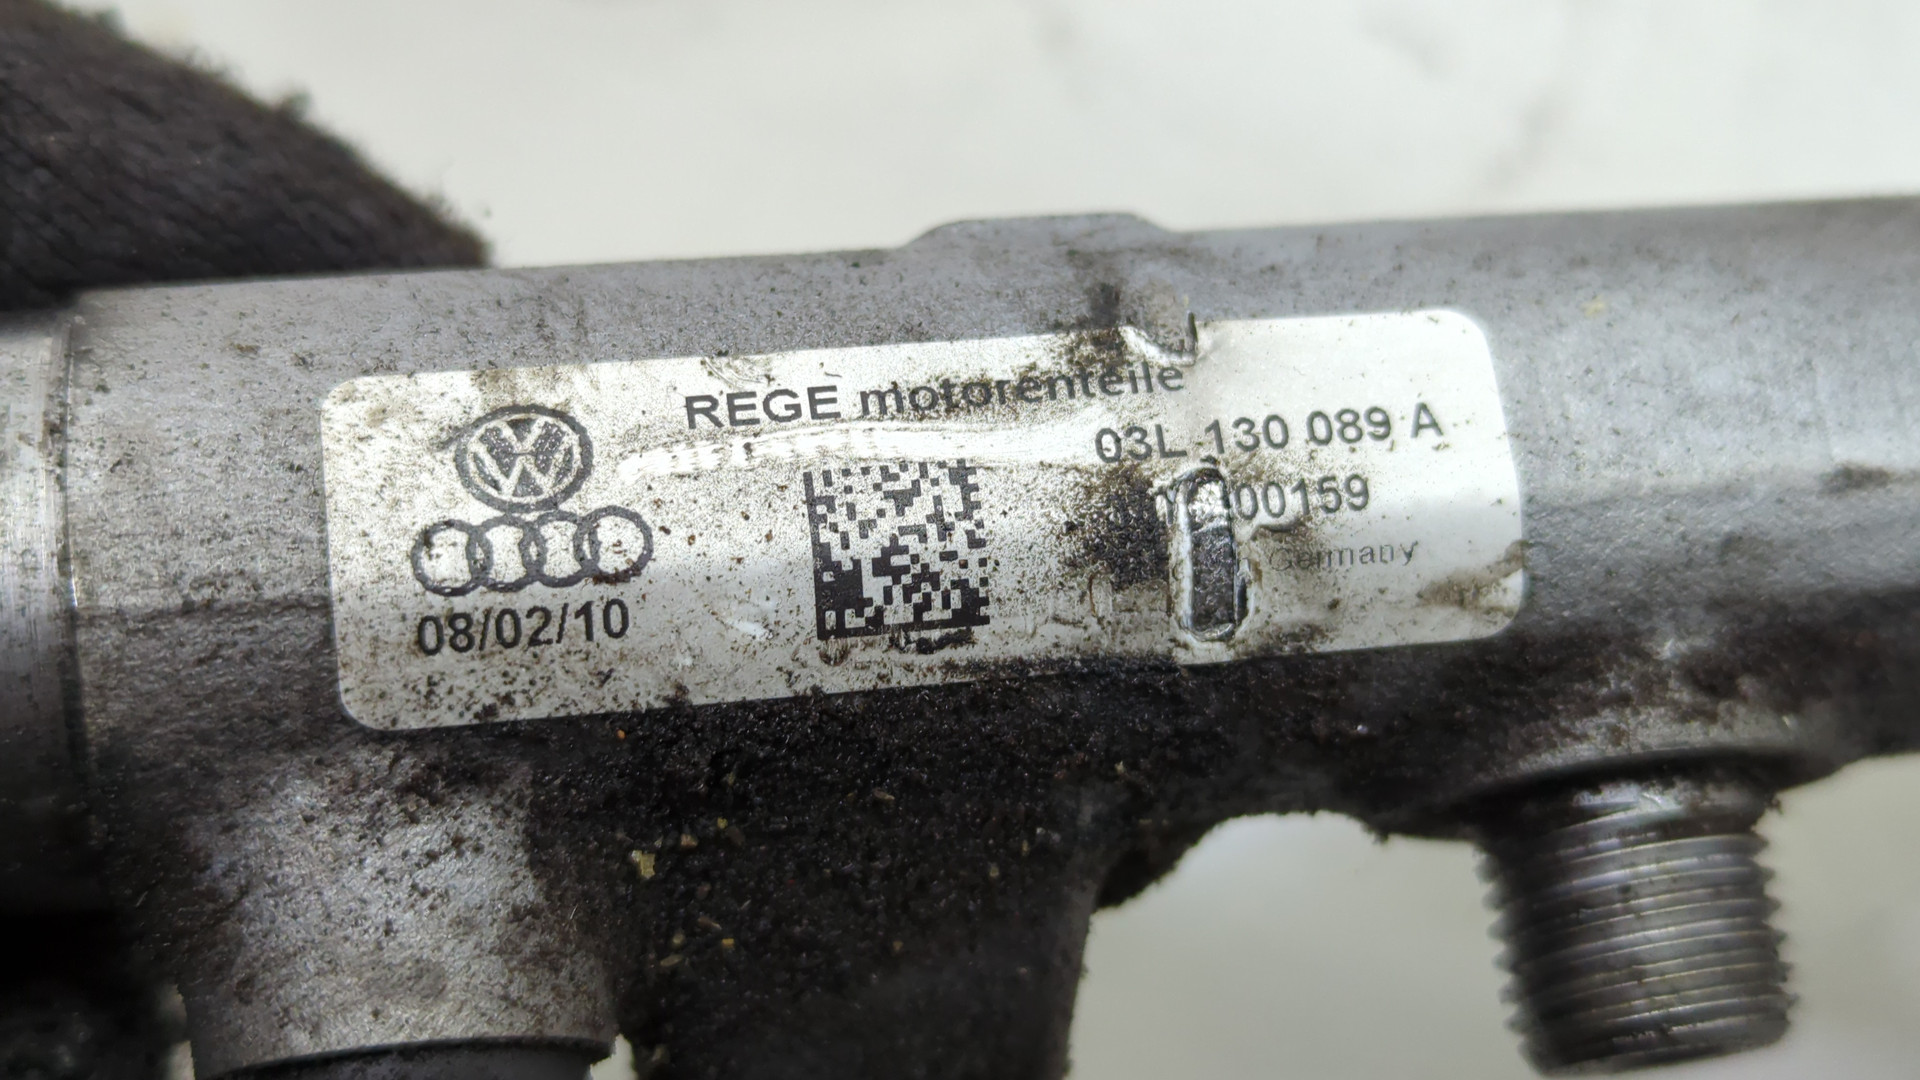 REGE motorenteile
03L 130 089 A
00159
Germany
08/02/10